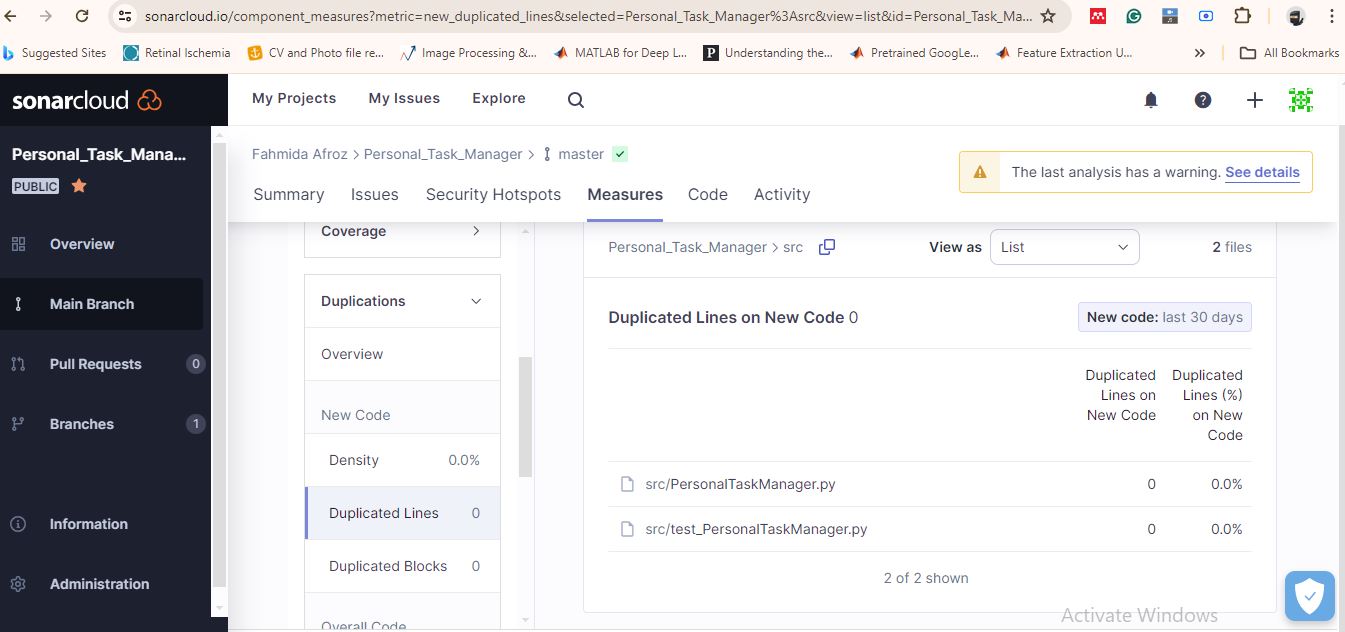 sonarcloud.io/component_measures?metric=new_duplicated_lines&selected=Personal_Task_Manager%3Asrc&view=list&id=Personal_Task_Ma...
Suggested Sites
Retinal Ischemia
CV and Photo file re...
Image Processing &...
MATLAB for Deep L...
Understanding the...
Pretrained GoogLe...
Feature Extraction U...
All Bookmarks
sonarcloud
My Projects
My Issues
Explore
Personal_Task_Mana...
PUBLIC
Overview
Main Branch
Pull Requests 0
Branches 1
Information
Administration
Fahmida Afroz > Personal_Task_Manager > master
The last analysis has a warning. See details
Summary
Issues
Security Hotspots
Measures
Code
Activity
Coverage
Duplications
Overview
New Code
Density 0.0%
Duplicated Lines 0
Duplicated Blocks 0
Overall Code
Personal_Task_Manager > src
View as List
2 files
Duplicated Lines on New Code 0
New code: last 30 days
Duplicated Lines on New Code
Duplicated Lines (%) on New Code
src/PersonalTaskManager.py 0 0.0%
src/test_PersonalTaskManager.py 0 0.0%
2 of 2 shown
Activate Windows